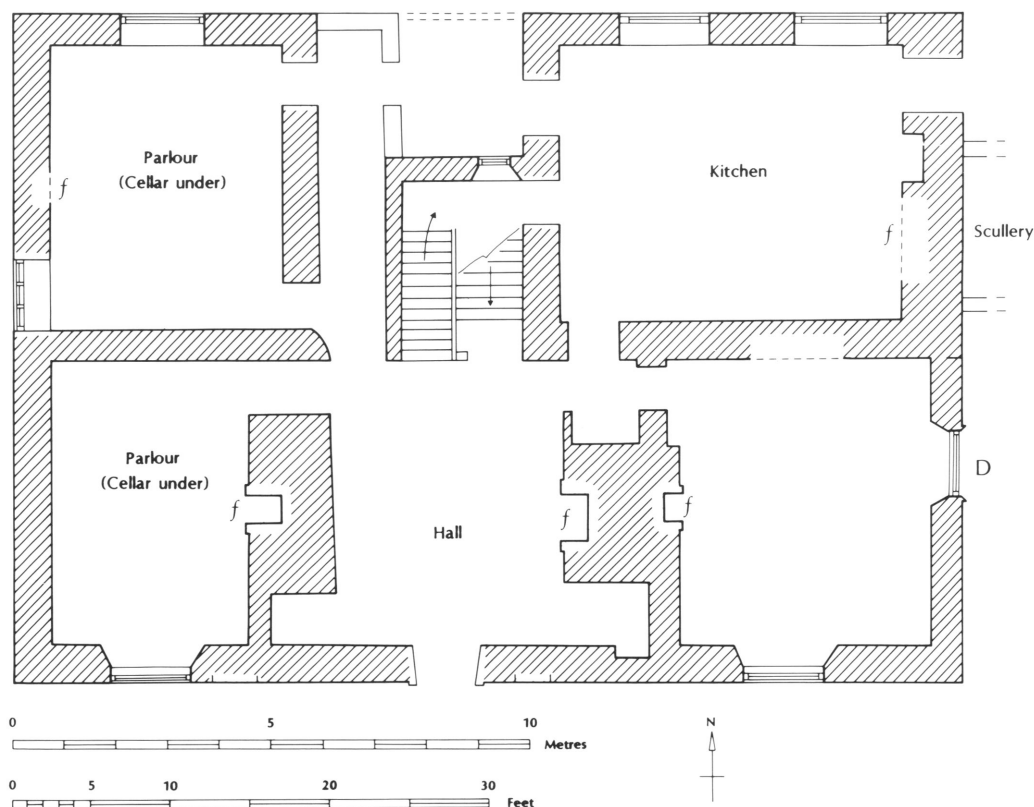 Parlour
(Cellar under)
f
Kitchen
f
Scullery
Parlour
(Cellar under)
f
Hall
f
f
D
0 5 10
Metres
N
0 5 10 20 30
Feet